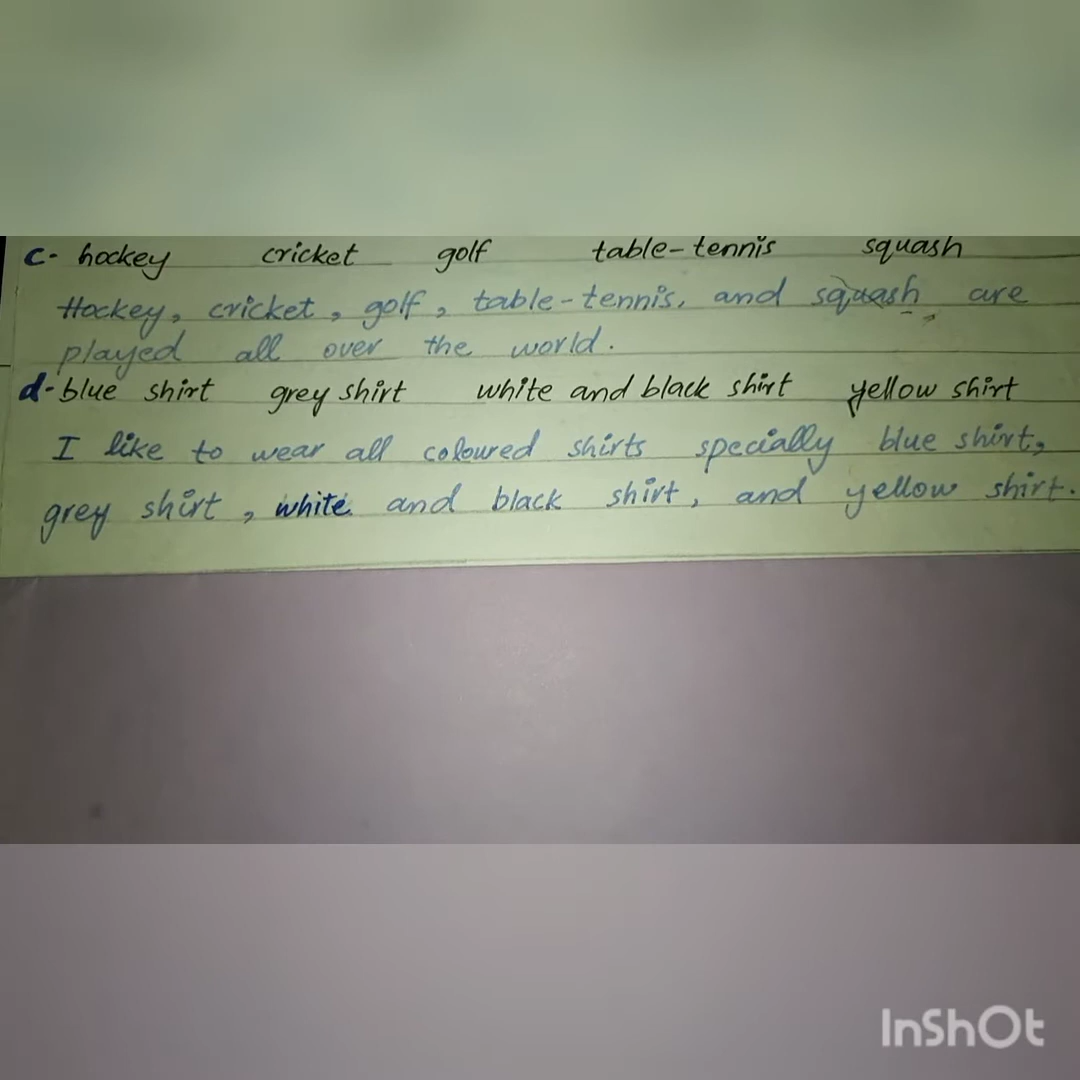 c- hockey cricket golf table-tennis squash
Hockey, cricket, golf, table-tennis, and squash, are
played all over the world.
d- blue shirt grey shirt white and black shirt yellow shirt
I like to wear all coloured shirts specially blue shirt,
grey shirt, white and black shirt, and yellow shirt.
InShOt